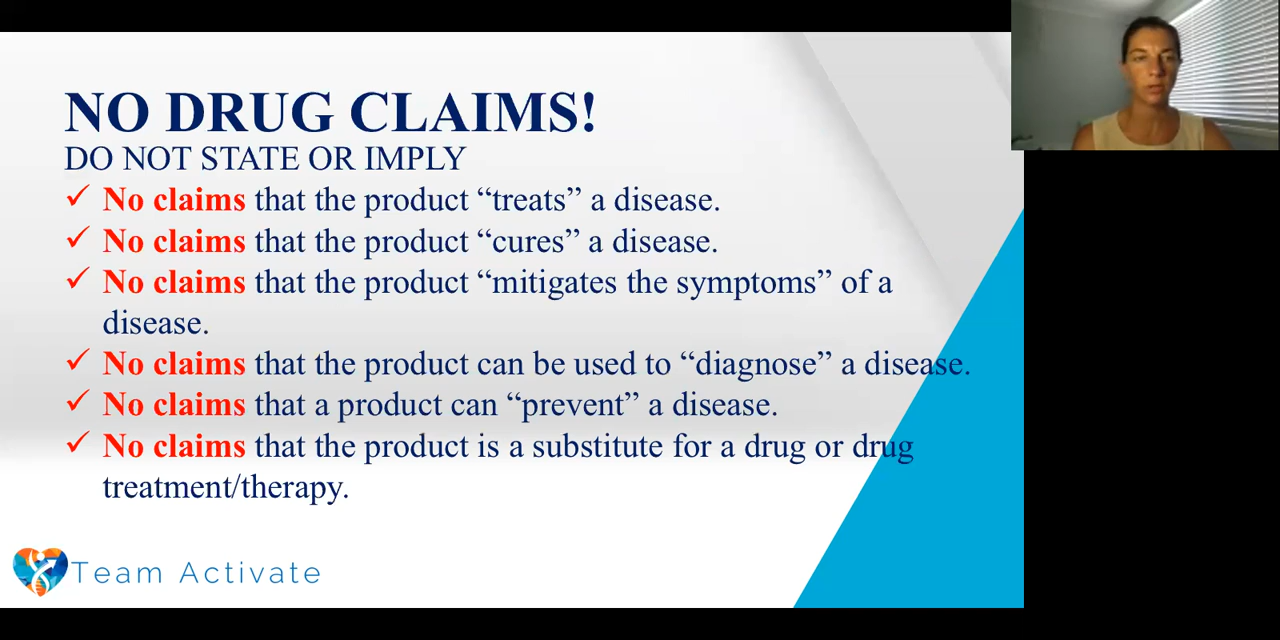 NO DRUG CLAIMS!
DO NOT STATE OR IMPLY
No claims that the product “treats” a disease.
No claims that the product “cures” a disease.
No claims that the product “mitigates the symptoms” of a
disease.
No claims that the product can be used to “diagnose” a disease.
No claims that a product can “prevent” a disease.
No claims that the product is a substitute for a drug or drug
treatment/therapy.
Team Activate